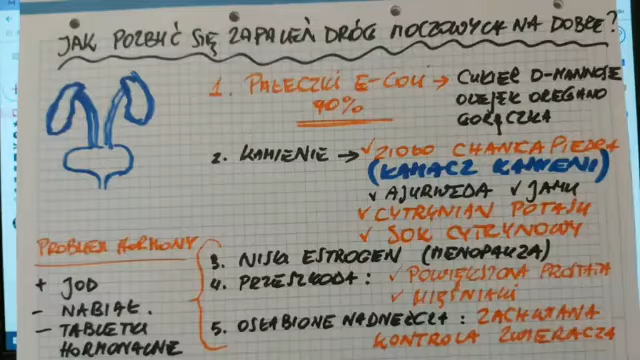 JAK POZBYĆ SIĘ ZAPALEŃ DRÓG MOCZOWYCH NA DOBRE?
1. PAŁECZKI E-COLI → CUKIER D-MANNOSE
90%
OLEJEK OREGANO
GORĄCZKA
2. KAMIENIE → ✓ ZIOŁO CHANCA PIEDRA
(ŁAMACZ KAMIENI)
✓ AJURWEDA ✓ JAMU
✓ CYTRYNIAN POTASU
✓ SOK CYTRYNOWY
PROBLEM HORMONY
+ JOD
- NABIAŁ.
- TABLETKI
HORMONALNE
3. NISKI ESTROGEN (MENOPAUZA)
4. PRZESZKODA: ✓ POWIĘKSZONA PROSTATA
✓ MIĘŚNIAKI
5. OSŁABIONE NADNERCZA: ZACHWIANA
KONTROLA ZWIERACZA